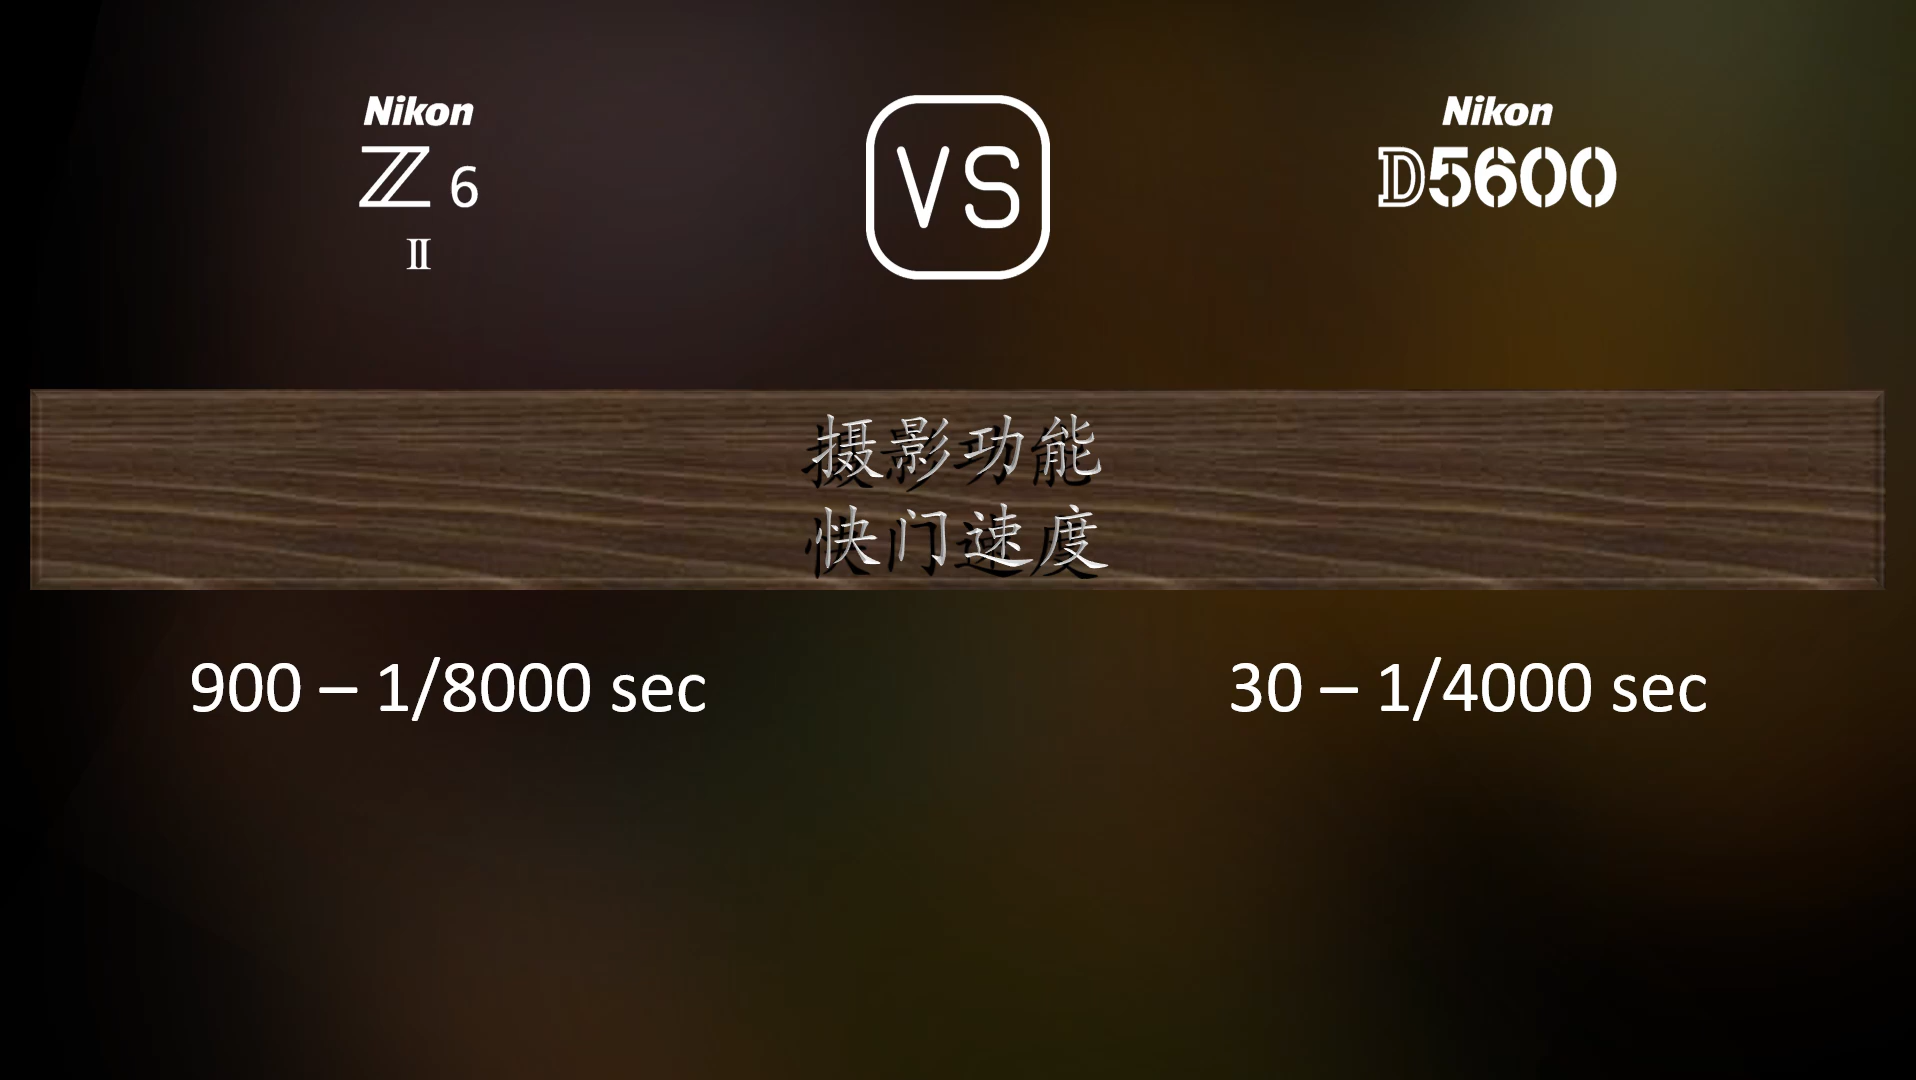 Nikon
Z 6
II
VS
Nikon
D5600
摄影功能
快门速度
900 – 1/8000 sec
30 – 1/4000 sec